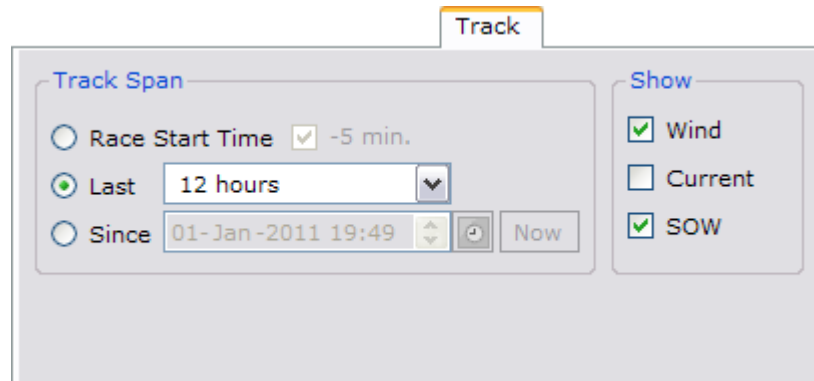 Track
Track Span
Show
Race Start Time -5 min.
Wind
Last 12 hours
Current
Since 01-Jan-2011 19:49 Now
SOW